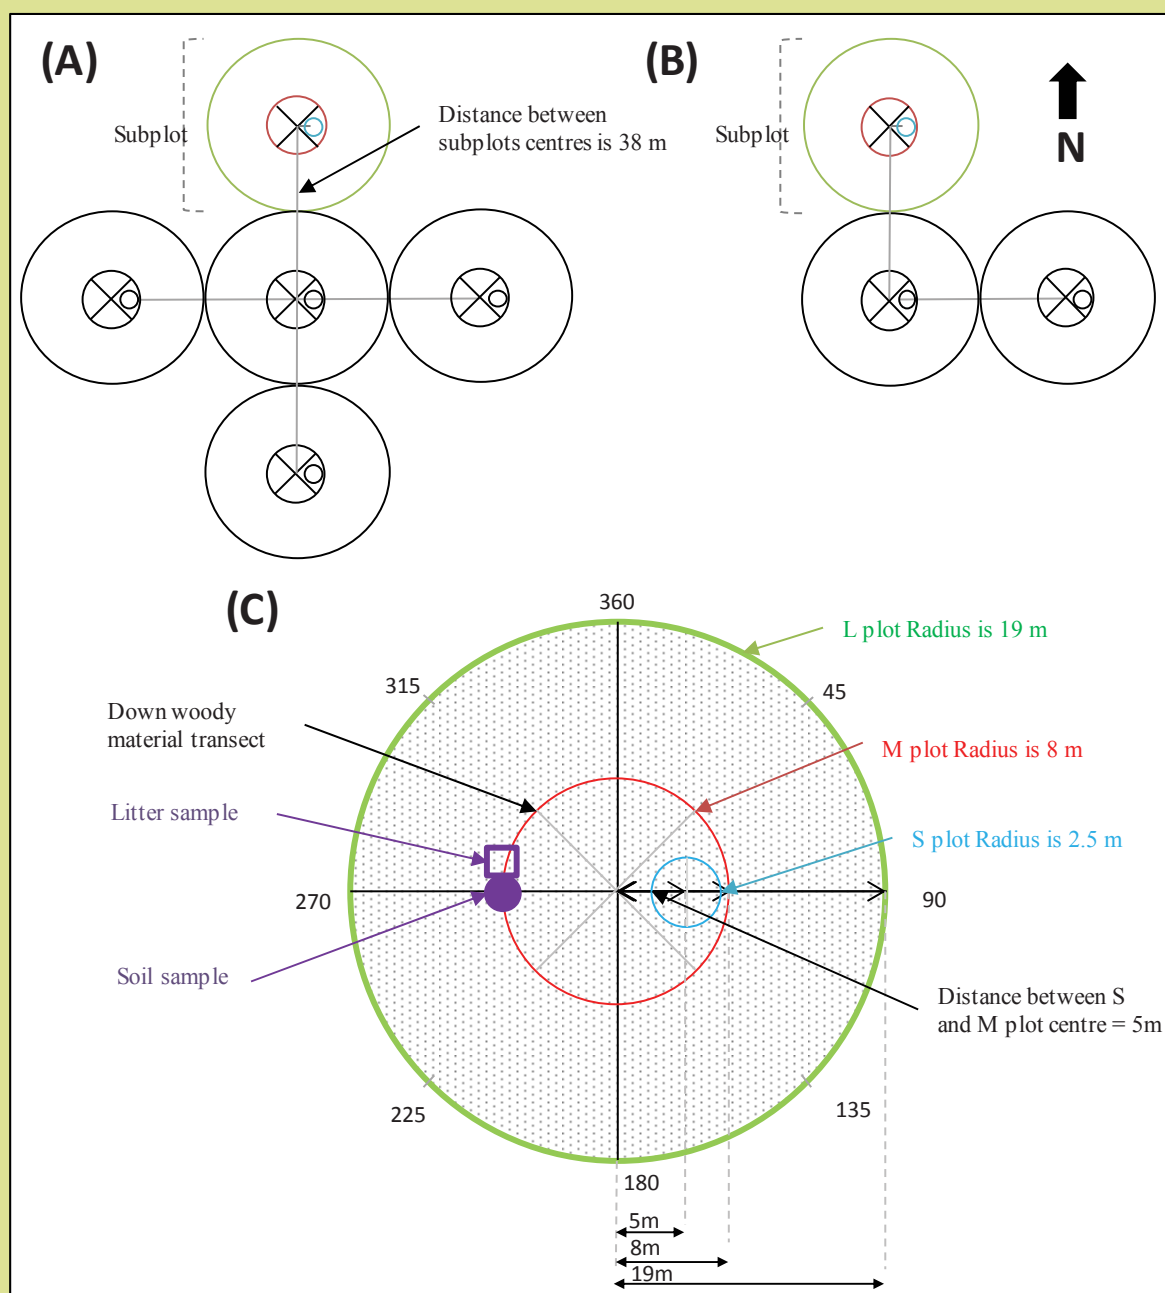 (A)
Subplot
Distance between
subplots centres is 38 m
(B)
Subplot
N
(C)
360
L plot Radius is 19 m
315
45
Down woody
material transect
M plot Radius is 8 m
Litter sample
S plot Radius is 2.5 m
270
90
Soil sample
Distance between S
and M plot centre = 5m
225
135
180
5m
8m
19m